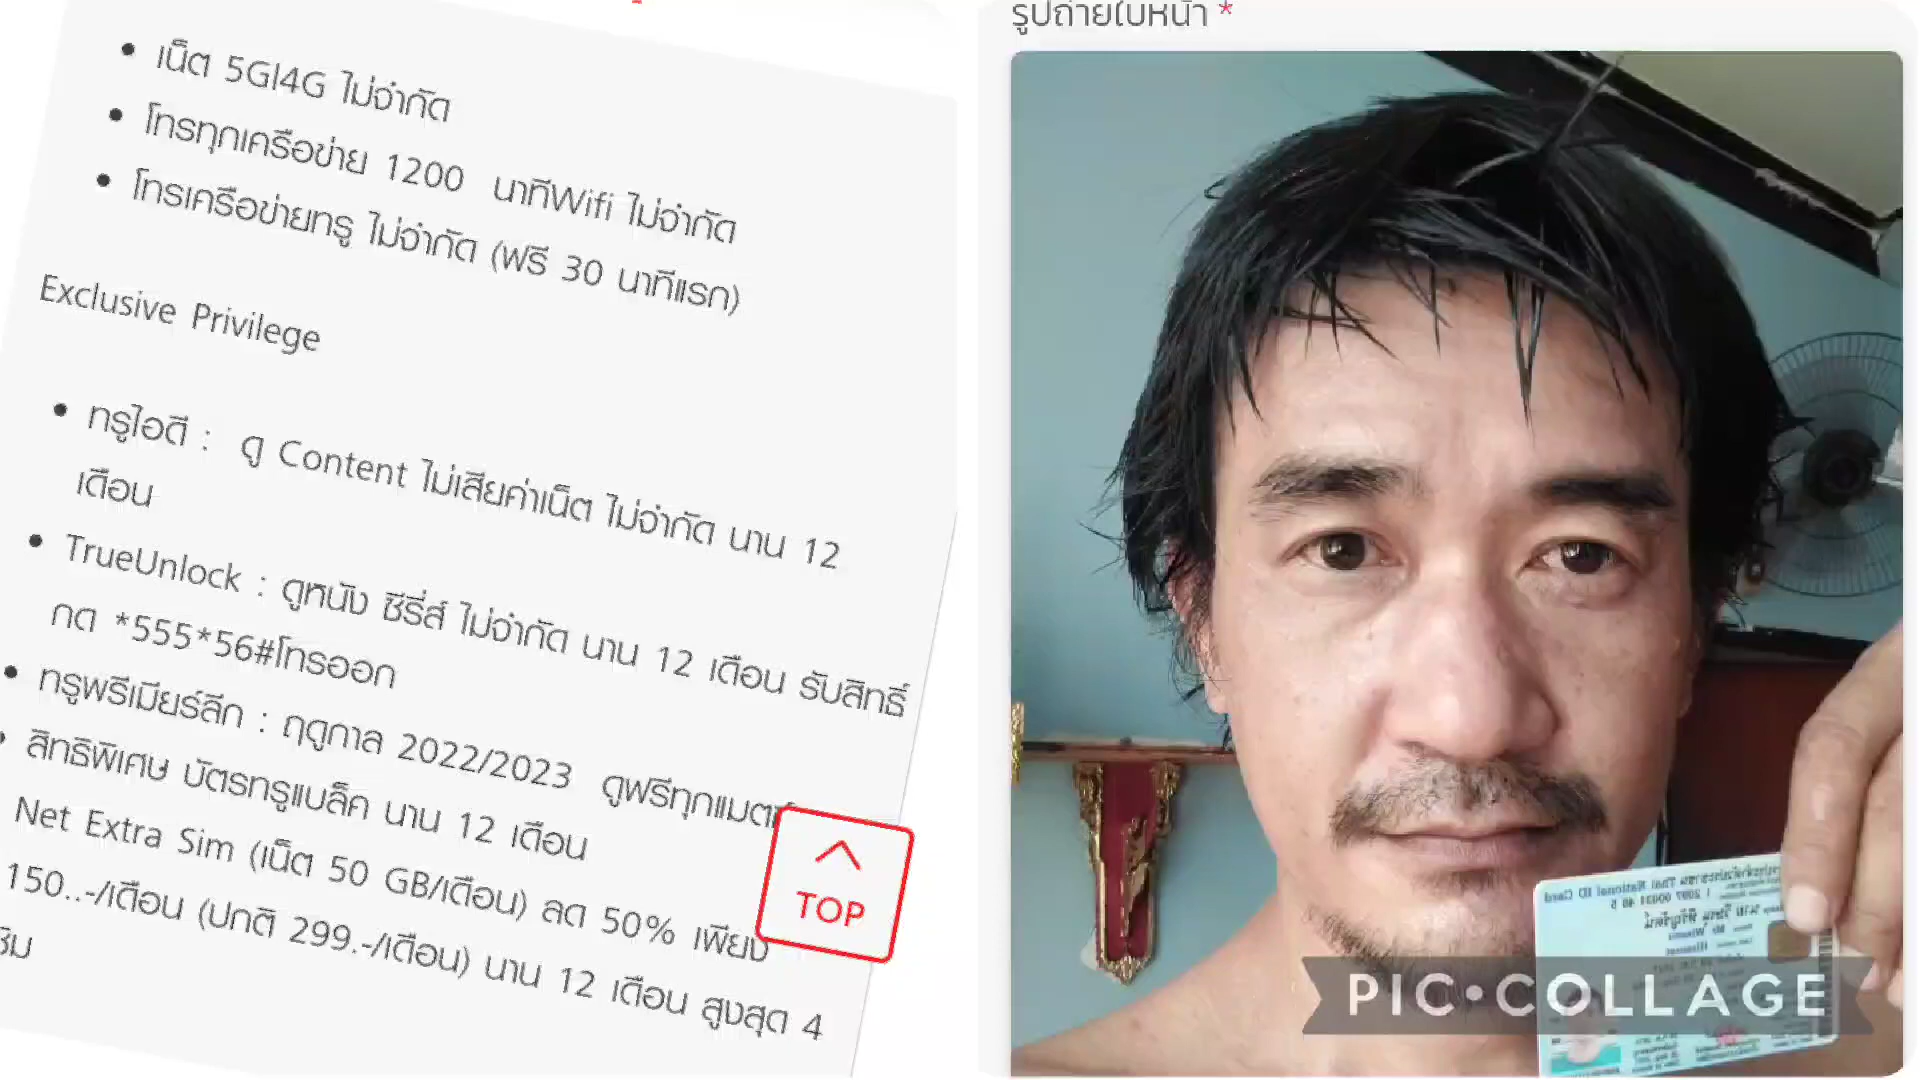 เน็ต 5G|4G ไม่จำกัด
โทรทุกเครือข่าย 1200 นาทีWifi ไม่จำกัด
โทรเครือข่ายทรู ไม่จำกัด (ฟรี 30 นาทีแรก)
Exclusive Privilege
ทรูไอดี : ดู Content ไม่เสียค่าเน็ต ไม่จำกัด นาน 12
เดือน
TrueUnlock : ดูหนัง ซีรี่ส์ ไม่จำกัด นาน 12 เดือน รับสิทธิ์
กด *555*56#โทรออก
ทรูพรีเมียร์ลีก : ฤดูกาล 2022/2023 ดูฟรีทุกแมตช์
สิทธิพิเศษ บัตรทรูแบล็ค นาน 12 เดือน
Net Extra Sim (เน็ต 50 GB/เดือน) ลด 50% เพียง
150..-/เดือน (ปกติ 299.-/เดือน) นาน 12 เดือน สูงสุด 4
ซิม
TOP
รูปถ่ายใบหน้า *
Thai National ID Card
PIC•COLLAGE